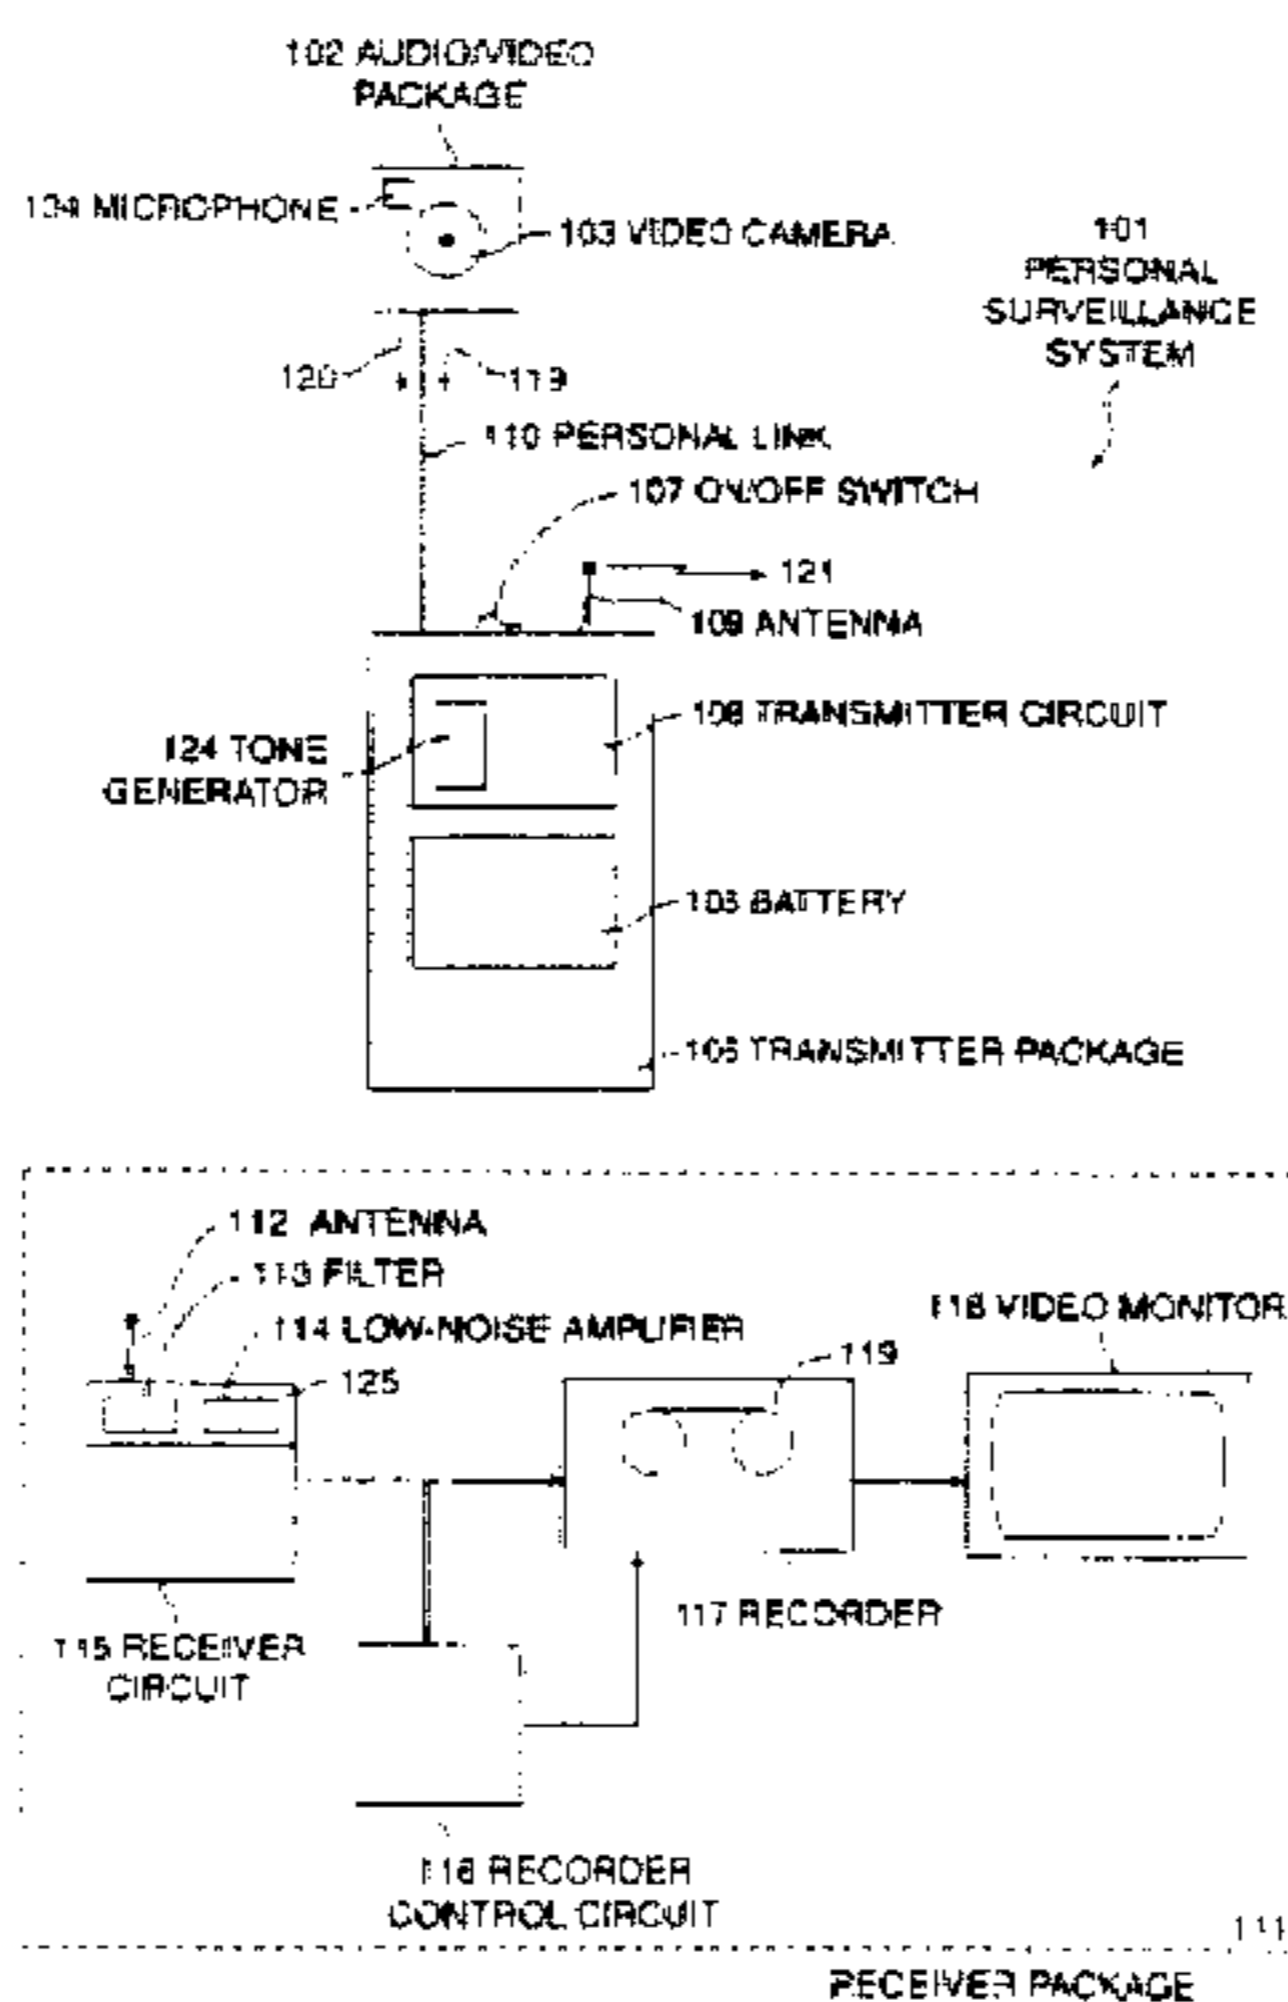 102 AUDIO/VIDEO
PACKAGE
134 MICROPHONE
103 VIDEO CAMERA
101
PERSONAL
SURVEILLANCE
SYSTEM
120
119
110 PERSONAL LINK
107 ON/OFF SWITCH
121
109 ANTENNA
108 TRANSMITTER CIRCUIT
124 TONE
GENERATOR
BATTERY
TRANSMITTER PACKAGE
112 ANTENNA
113 FILTER
114 LOW-NOISE AMPLIFIER
125
119
118 VIDEO MONITOR
117 RECORDER
115 RECEIVER
CIRCUIT
116 RECORDER
CONTROL CIRCUIT
111
RECEIVER PACKAGE